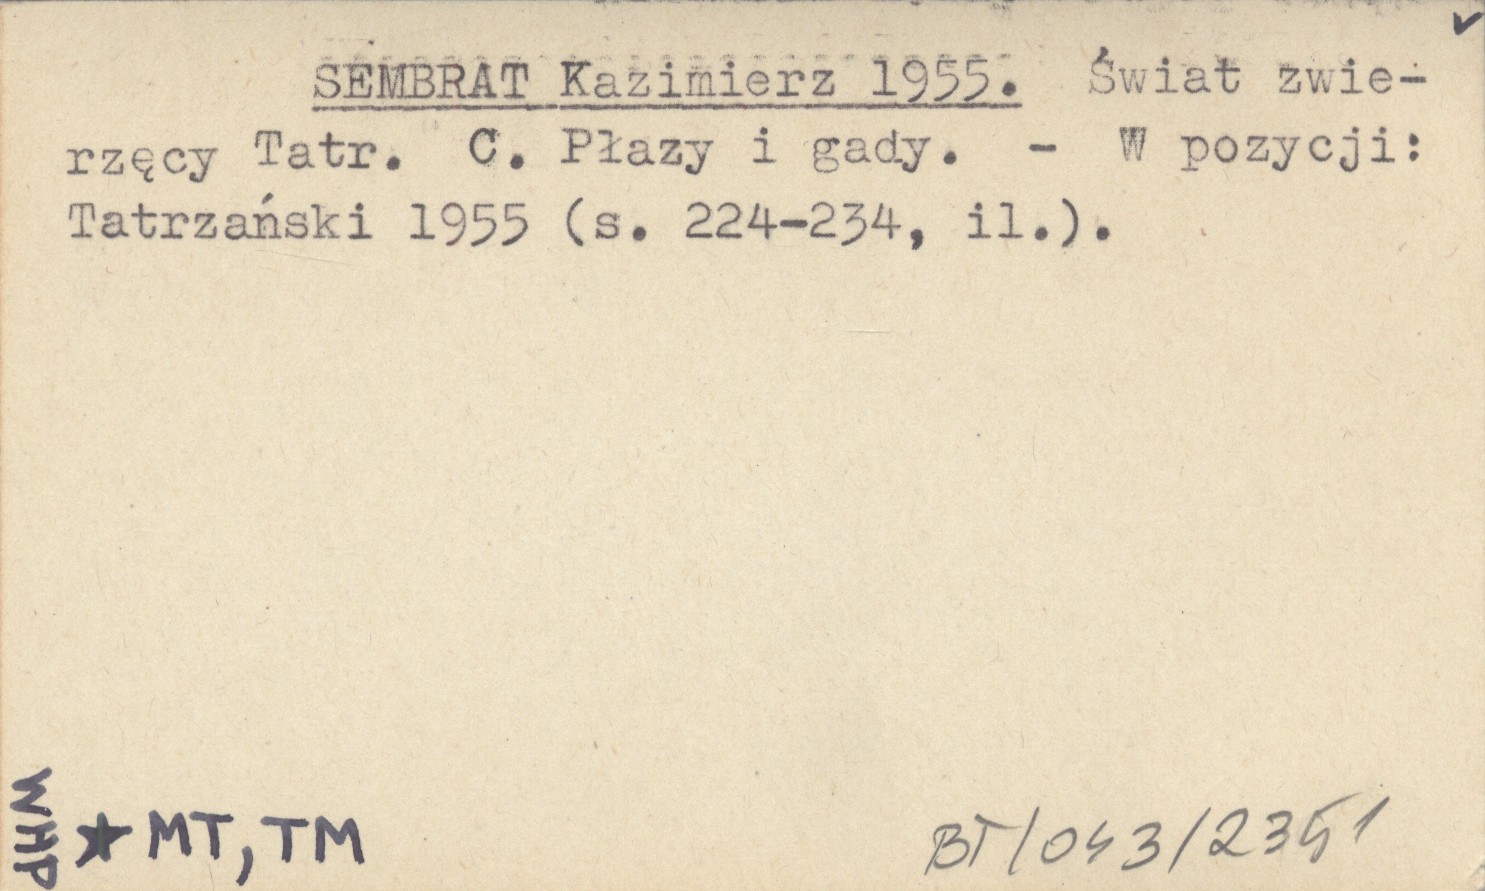 SEMBRAT Kazimierz 1955. Świat zwie-
rzęcy Tatr. C. Płazy i gady. - W pozycji:
Tatrzański 1955 (s. 224-234, il.).
WHP
★ MT, TM
BT/043/2351